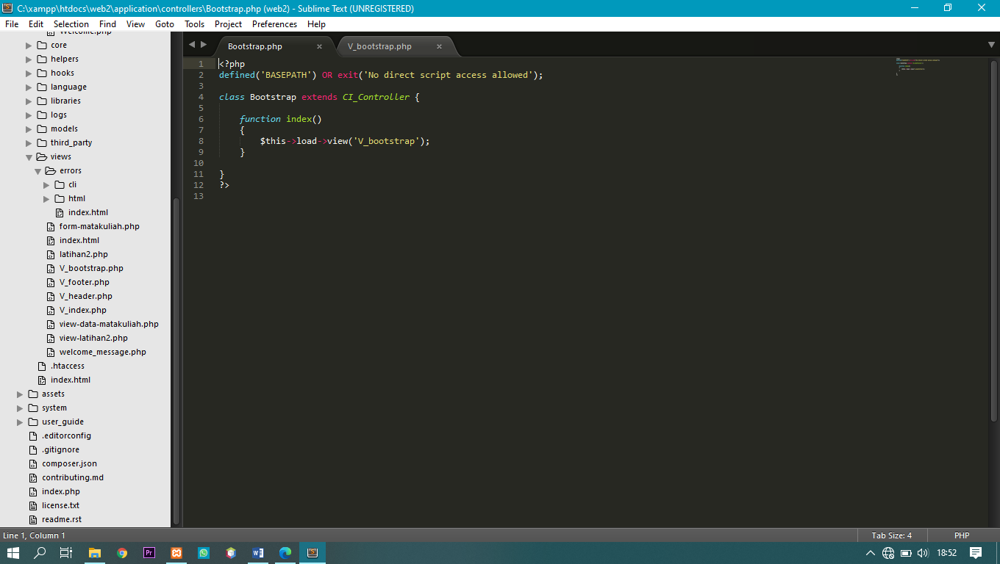 C:\xampp\htdocs\web2\application\controllers\Bootstrap.php (web2) - Sublime Text (UNREGISTERED)
File Edit Selection Find View Goto Tools Project Preferences Help
Welcome.php
core
helpers
hooks
language
libraries
logs
models
third_party
views
errors
cli
html
index.html
form-matakuliah.php
index.html
latihan2.php
V_bootstrap.php
V_footer.php
V_header.php
V_index.php
view-data-matakuliah.php
view-latihan2.php
welcome_message.php
.htaccess
index.html
assets
system
user_guide
.editorconfig
.gitignore
composer.json
contributing.md
index.php
license.txt
readme.rst
Bootstrap.php × V_bootstrap.php ×
1 <?php
2 defined('BASEPATH') OR exit('No direct script access allowed');
3
4 class Bootstrap extends CI_Controller {
5
6 function index()
7 {
8 $this->load->view('V_bootstrap');
9 }
10
11 }
12 ?>
13
Line 1, Column 1 Tab Size: 4 PHP
Pr 18:52